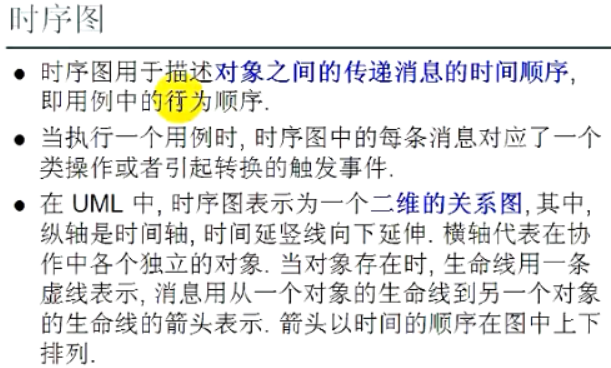 时序图
● 时序图用于描述对象之间的传递消息的时间顺序,
即用例中的行为顺序.
● 当执行一个用例时, 时序图中的每条消息对应了一个
类操作或者引起转换的触发事件.
● 在 UML 中, 时序图表示为一个二维的关系图, 其中,
纵轴是时间轴, 时间延竖线向下延伸. 横轴代表在协
作中各个独立的对象. 当对象存在时, 生命线用一条
虚线表示, 消息用从一个对象的生命线到另一个对象
的生命线的箭头表示. 箭头以时间的顺序在图中上下
排列.